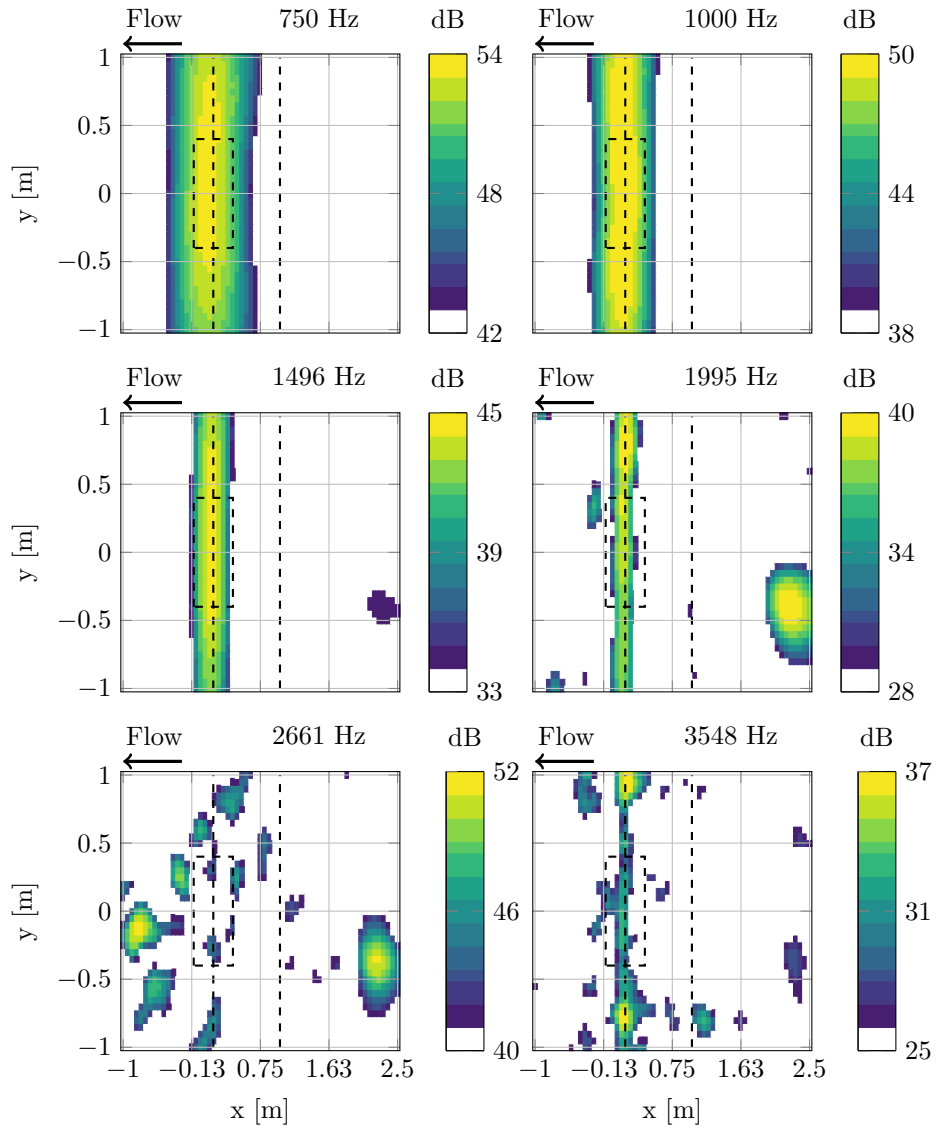 Flow 750 Hz dB Flow 1000 Hz dB
1 54 50
0.5
y [m] 0 48 44
−0.5
−1 42 38
Flow 1496 Hz dB Flow 1995 Hz dB
1 45 40
0.5
y [m] 0 39 34
−0.5
−1 33 28
Flow 2661 Hz dB Flow 3548 Hz dB
1 52 37
0.5
y [m] 0 46 31
−0.5
−1 40 25
−1 −0.13 0.75 1.63 2.5 −1 −0.13 0.75 1.63 2.5
x [m] x [m]